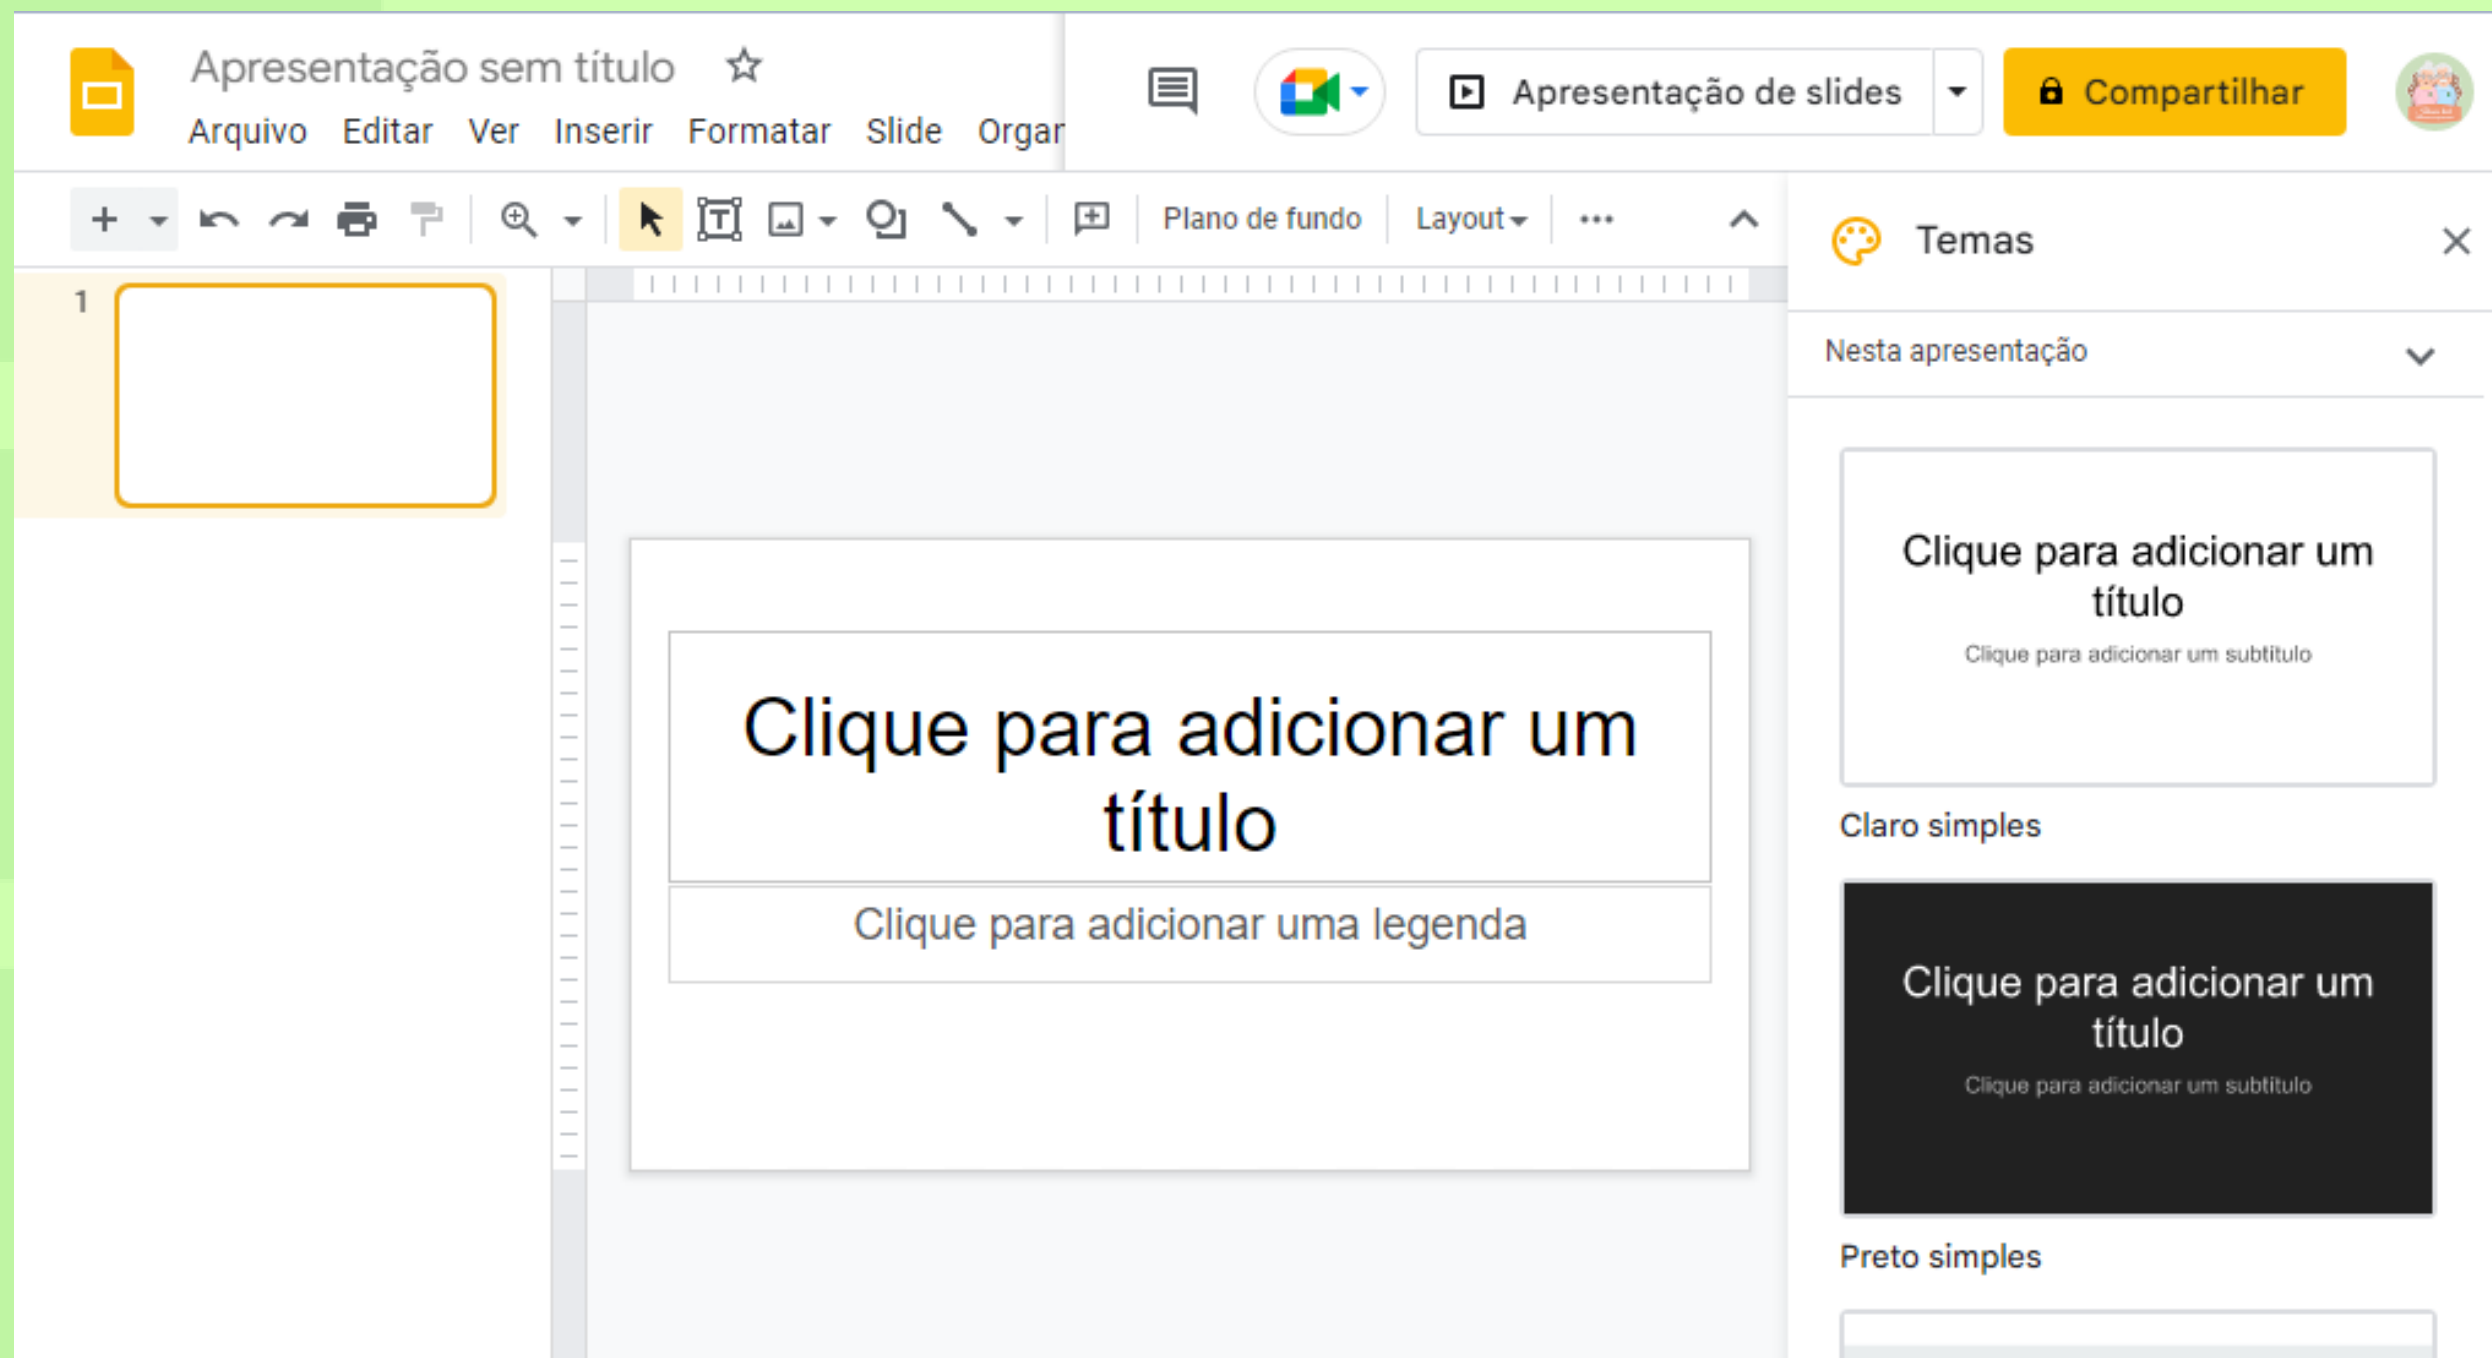 Apresentação sem título
Arquivo Editar Ver Inserir Formatar Slide Organ
Apresentação de slides
Compartilhar
Plano de fundo
Layout
Temas
1
Nesta apresentação
Clique para adicionar um
título
Clique para adicionar um subtítulo
Claro simples
Clique para adicionar um
título
Clique para adicionar uma legenda
Clique para adicionar um
título
Clique para adicionar um subtítulo
Preto simples